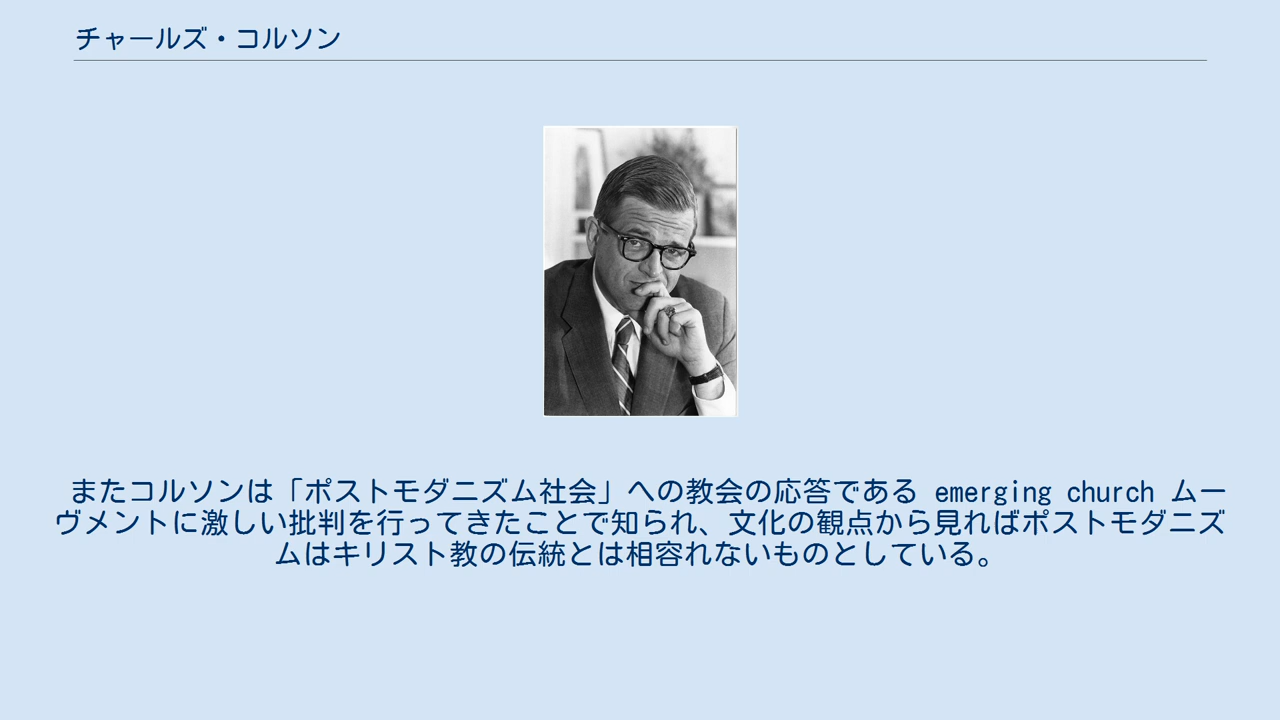 チャールズ・コルソン
またコルソンは「ポストモダニズム社会」への教会の応答である emerging church ムー
ヴメントに激しい批判を行ってきたことで知られ、文化の観点から見ればポストモダニズ
ムはキリスト教の伝統とは相容れないものとしている。